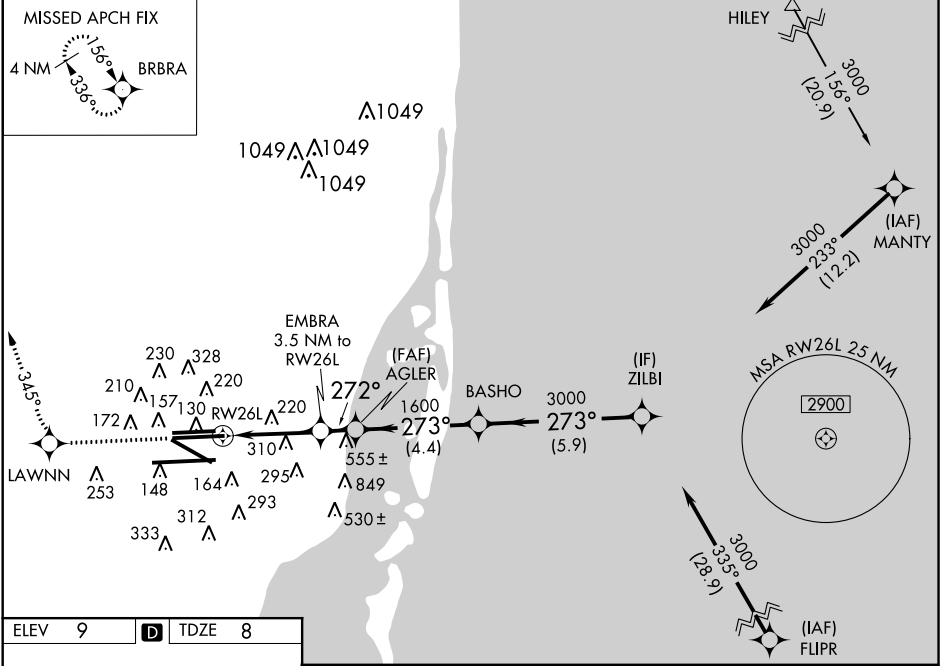 MISSED APCH FIX
4 NM
156°
336°
BRBRA
HILEY
3000
156°
(20.9)
1049
1049
1049
1049
(IAF)
MANTY
3000
233°
(12.2)
EMBRA
3.5 NM to
RW26L
(FAF)
AGLER
272°
BASHO
(IF)
ZILBI
1600
273°
(4.4)
3000
273°
(5.9)
MSA RW26L 25 NM
2900
345°
LAWNN
230
328
210
220
172
157
130
RW26L
220
310
555 ±
253
148
164
295
849
293
530 ±
333
312
3000
335°
(28.9)
(IAF)
FLIPR
ELEV 9 D TDZE 8